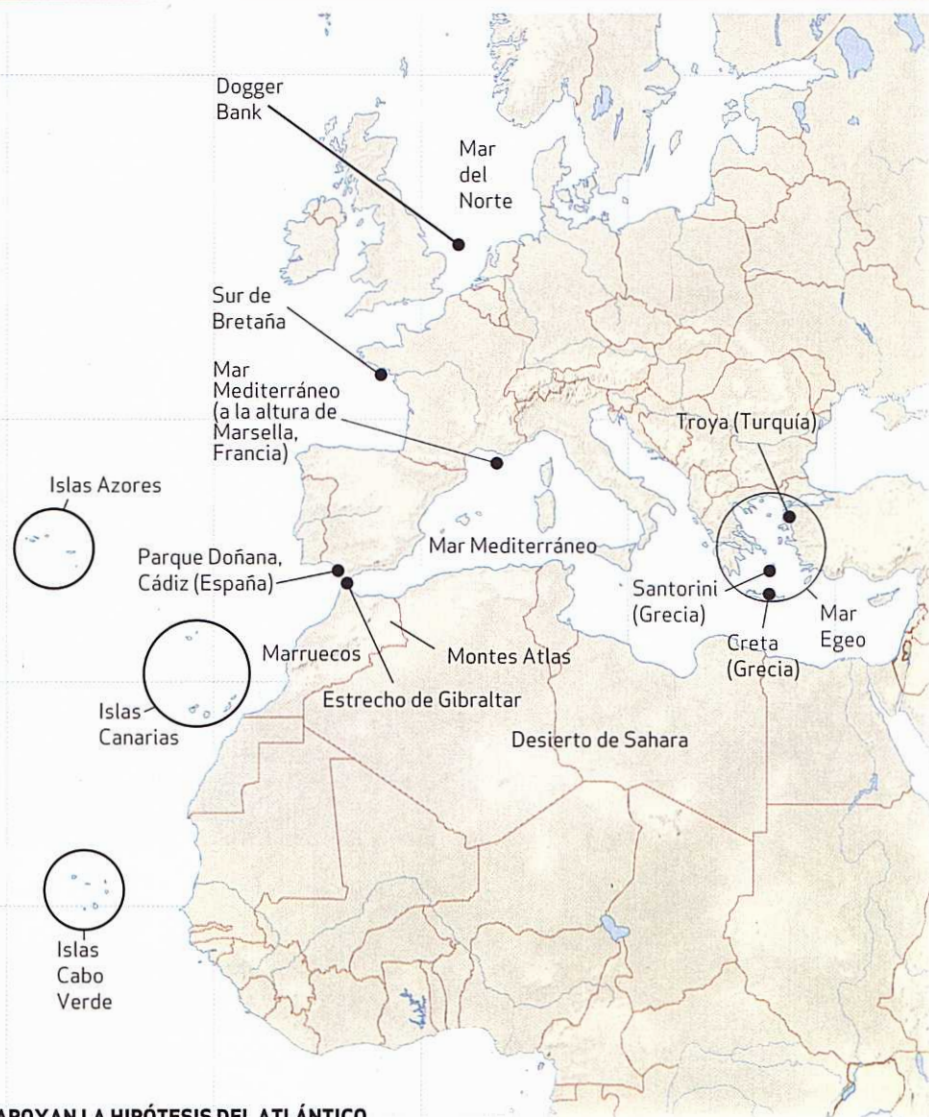 Dogger
Bank
Mar
del
Norte
Sur de
Bretaña
Mar
Mediterráneo
(a la altura de
Marsella,
Francia)
Troya (Turquía)
Islas Azores
Mar Mediterráneo
Parque Doñana,
Cádiz (España)
Santorini
(Grecia)
Mar
Egeo
Creta
(Grecia)
Marruecos
Montes Atlas
Estrecho de Gibraltar
Islas
Canarias
Desierto de Sahara
Islas
Cabo
Verde
APOYAN LA HIPÓTESIS DEL ATLÁNTICO